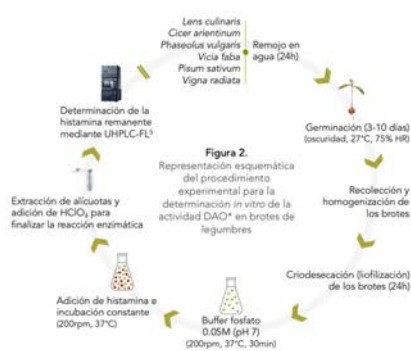 Lens culinaris
Cicer arientinum
Phaseolus vulgaris
Vicia faba
Pisum sativum
Vigna radiata
Remojo en
agua (24h)
Germinación (3-10 días)
(oscuridad, 27°C, 75% HR)
Recolección y
homogenización de
los brotes
Criodesecación (liofilización)
de los brotes (24h)
Buffer fosfato
0.05M (pH 7)
(200rpm, 37°C, 30min)
Adición de histamina e
incubación constante
(200rpm, 37°C)
Extracción de alícuotas y
adición de HClO₄ para
finalizar la reacción enzimática
Determinación de la
histamina remanente
mediante UHPLC-FL⁵
Figura 2.
Representación esquemática
del procedimiento
experimental para la
determinación in vitro de la
actividad DAO* en brotes de
legumbres